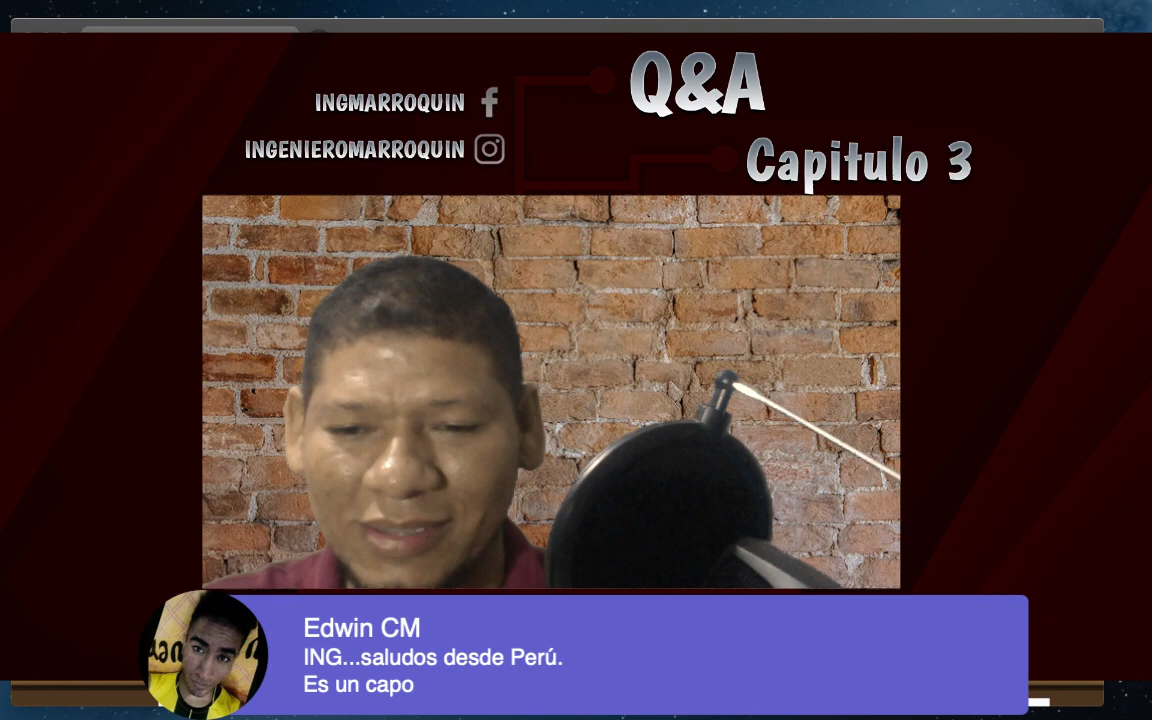 Q&A
INGMARROQUIN
INGENIEROMARROQUIN
Capitulo 3
Edwin CM
ING...saludos desde Perú.
Es un capo